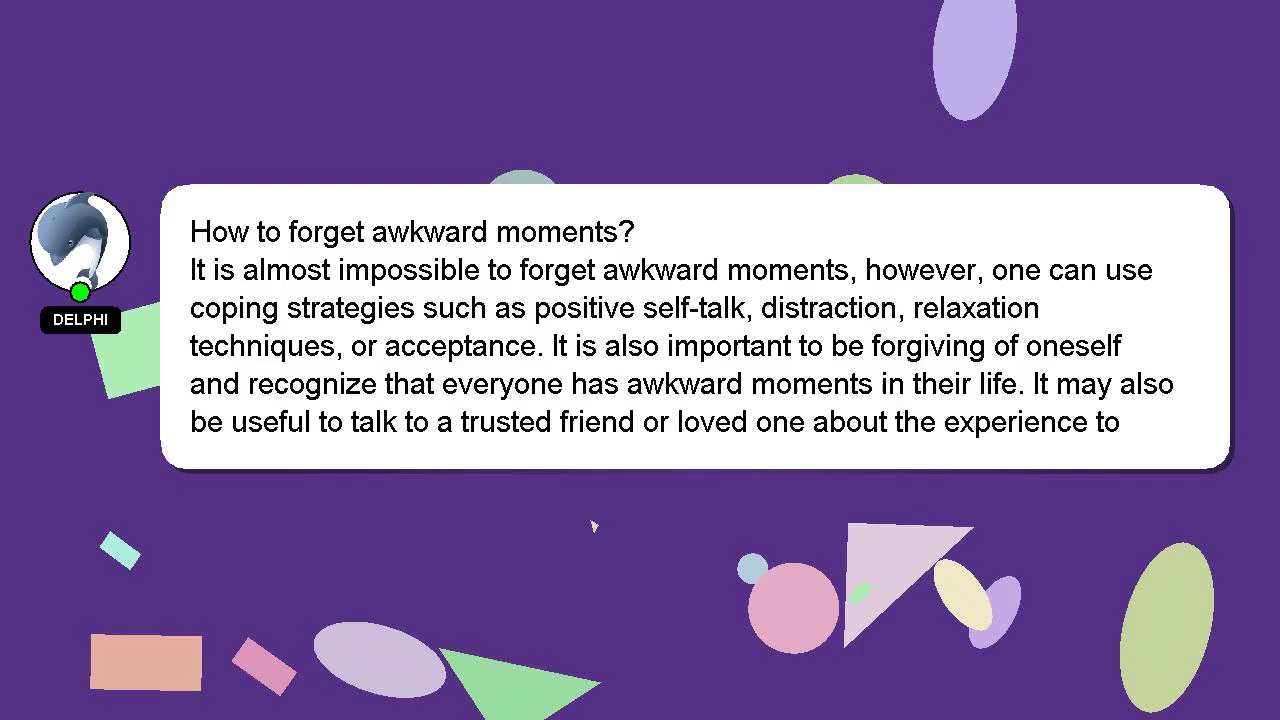 How to forget awkward moments?
It is almost impossible to forget awkward moments, however, one can use
coping strategies such as positive self-talk, distraction, relaxation
techniques, or acceptance. It is also important to be forgiving of oneself
and recognize that everyone has awkward moments in their life. It may also
be useful to talk to a trusted friend or loved one about the experience to
DELPHI